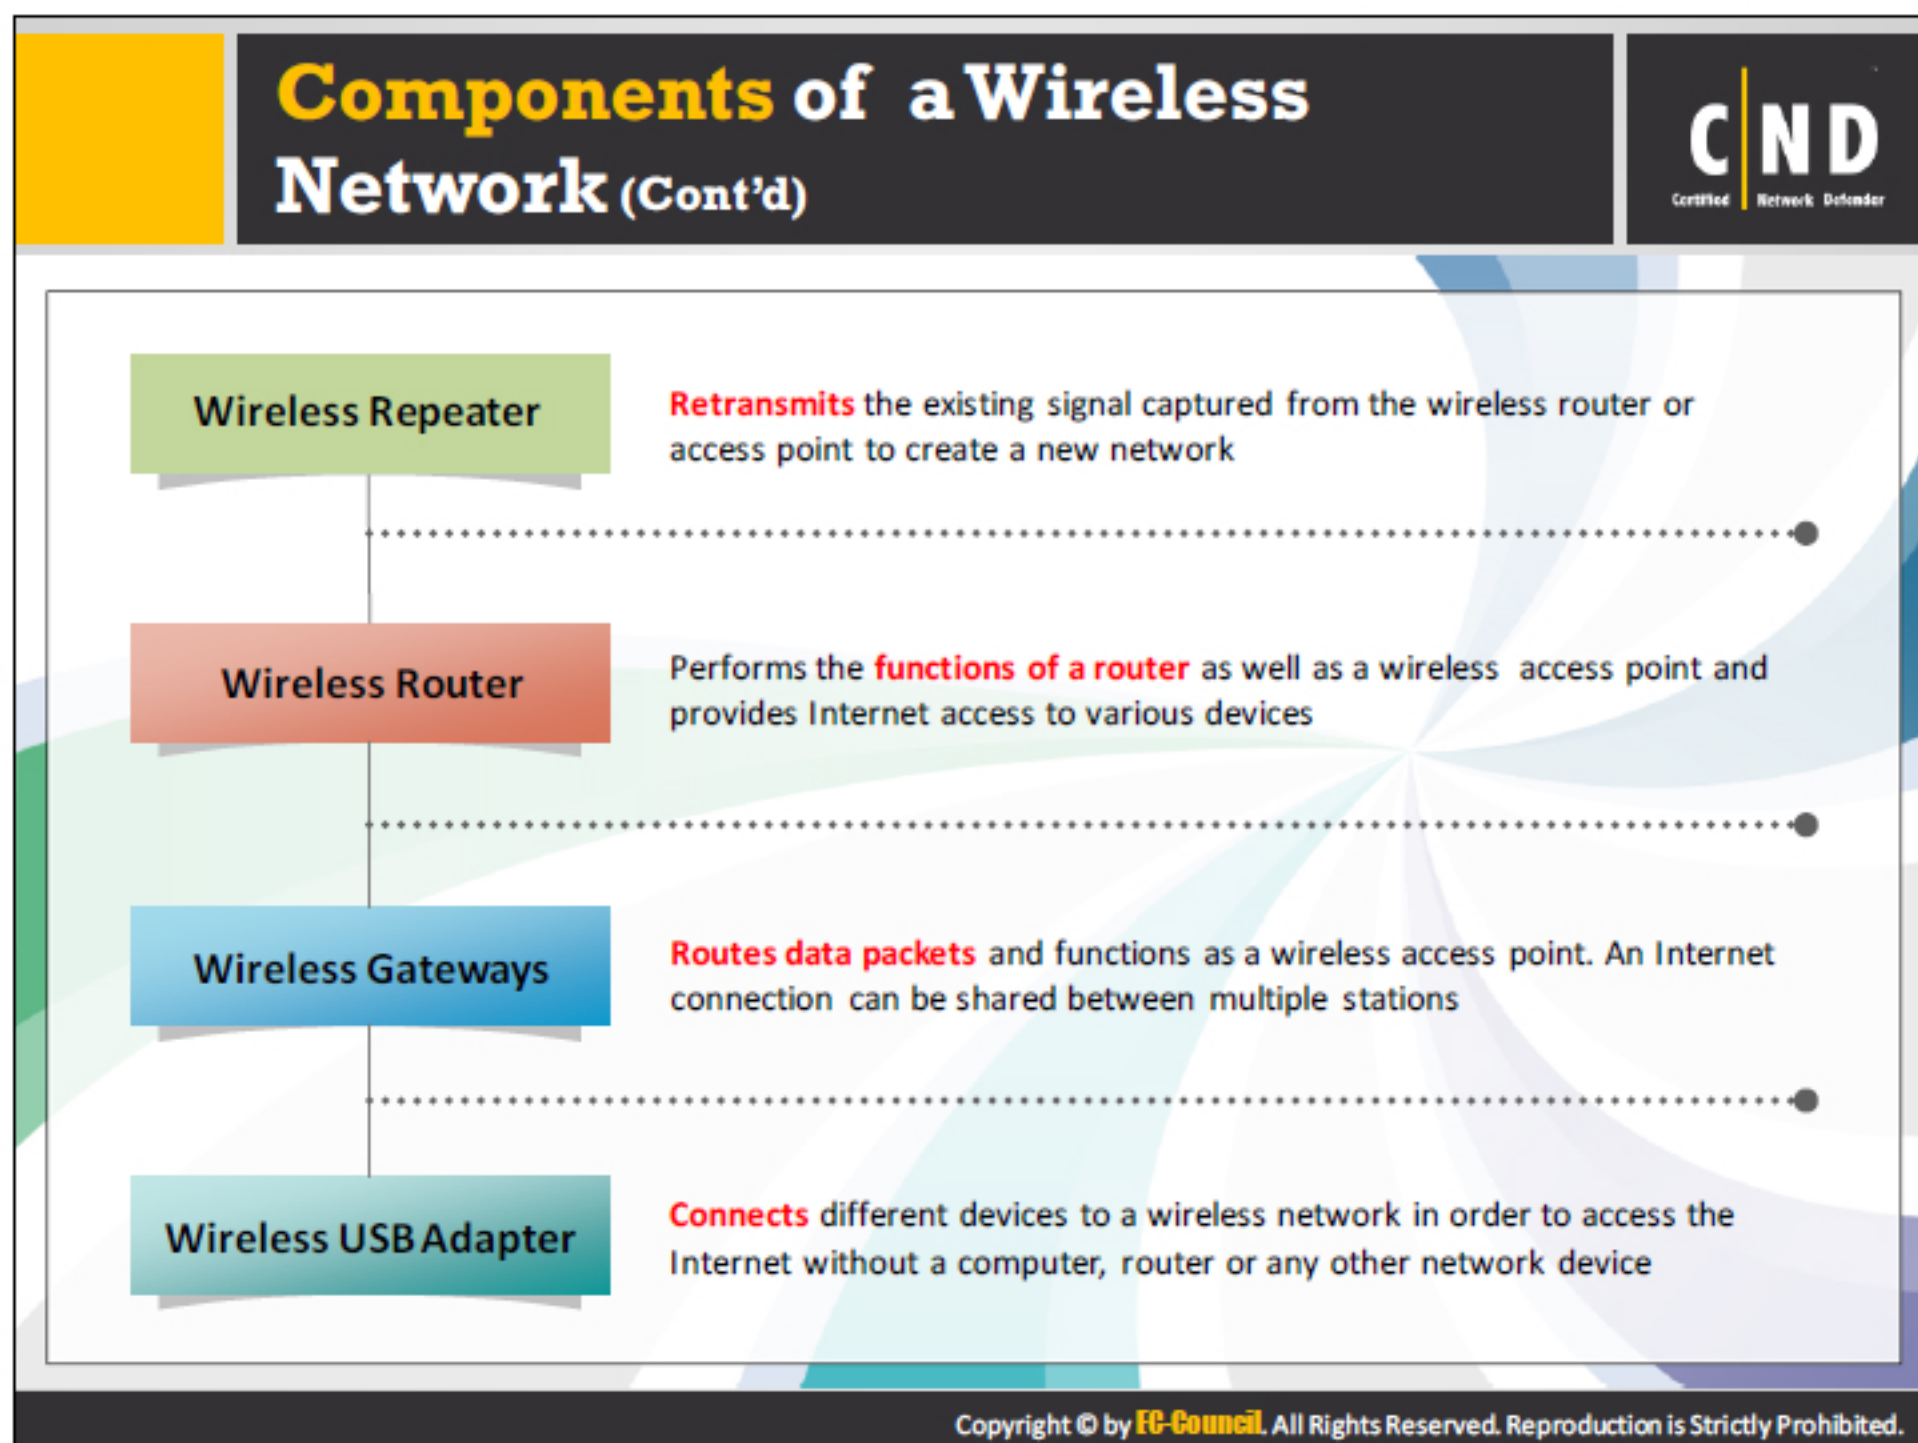 Components of a Wireless
Network (Cont'd)
C ND
Certified Network Defender
Wireless Repeater
Retransmits the existing signal captured from the wireless router or
access point to create a new network
Wireless Router
Performs the functions of a router as well as a wireless access point and
provides Internet access to various devices
Wireless Gateways
Routes data packets and functions as a wireless access point. An Internet
connection can be shared between multiple stations
Wireless USB Adapter
Connects different devices to a wireless network in order to access the
Internet without a computer, router or any other network device
Copyright © by EC-Council. All Rights Reserved. Reproduction is Strictly Prohibited.